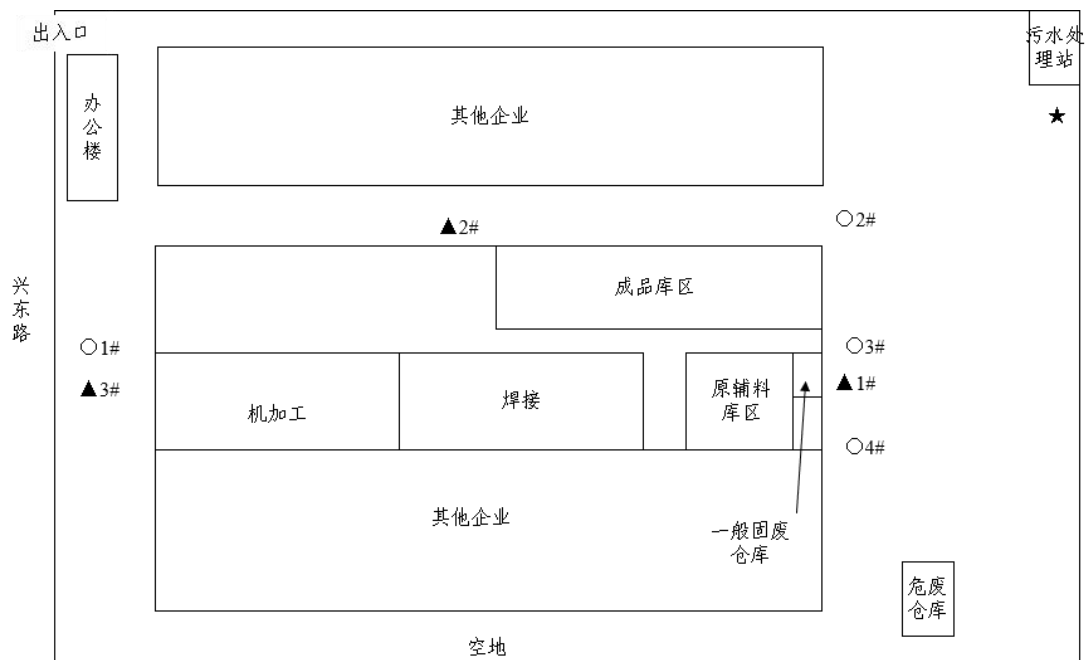 出入口
污水处
理站
办
公
楼
其他企业
★
▲2#
○2#
兴
东
路
成品库区
○1#
○3#
▲3#
机加工
焊接
原辅料
库区
▲1#
○4#
其他企业
一般固废
仓库
危废
仓库
空地